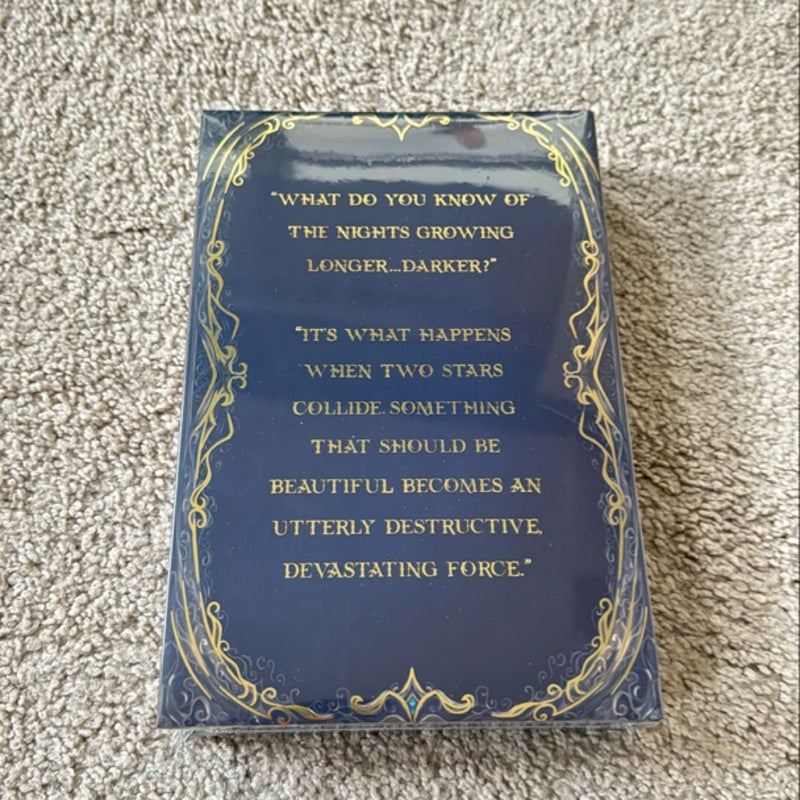 “WHAT DO YOU KNOW OF
THE NIGHTS GROWING
LONGER...DARKER?”
“IT'S WHAT HAPPENS
WHEN TWO STARS
COLLIDE. SOMETHING
THAT SHOULD BE
BEAUTIFUL BECOMES AN
UTTERLY DESTRUCTIVE,
DEVASTATING FORCE.”